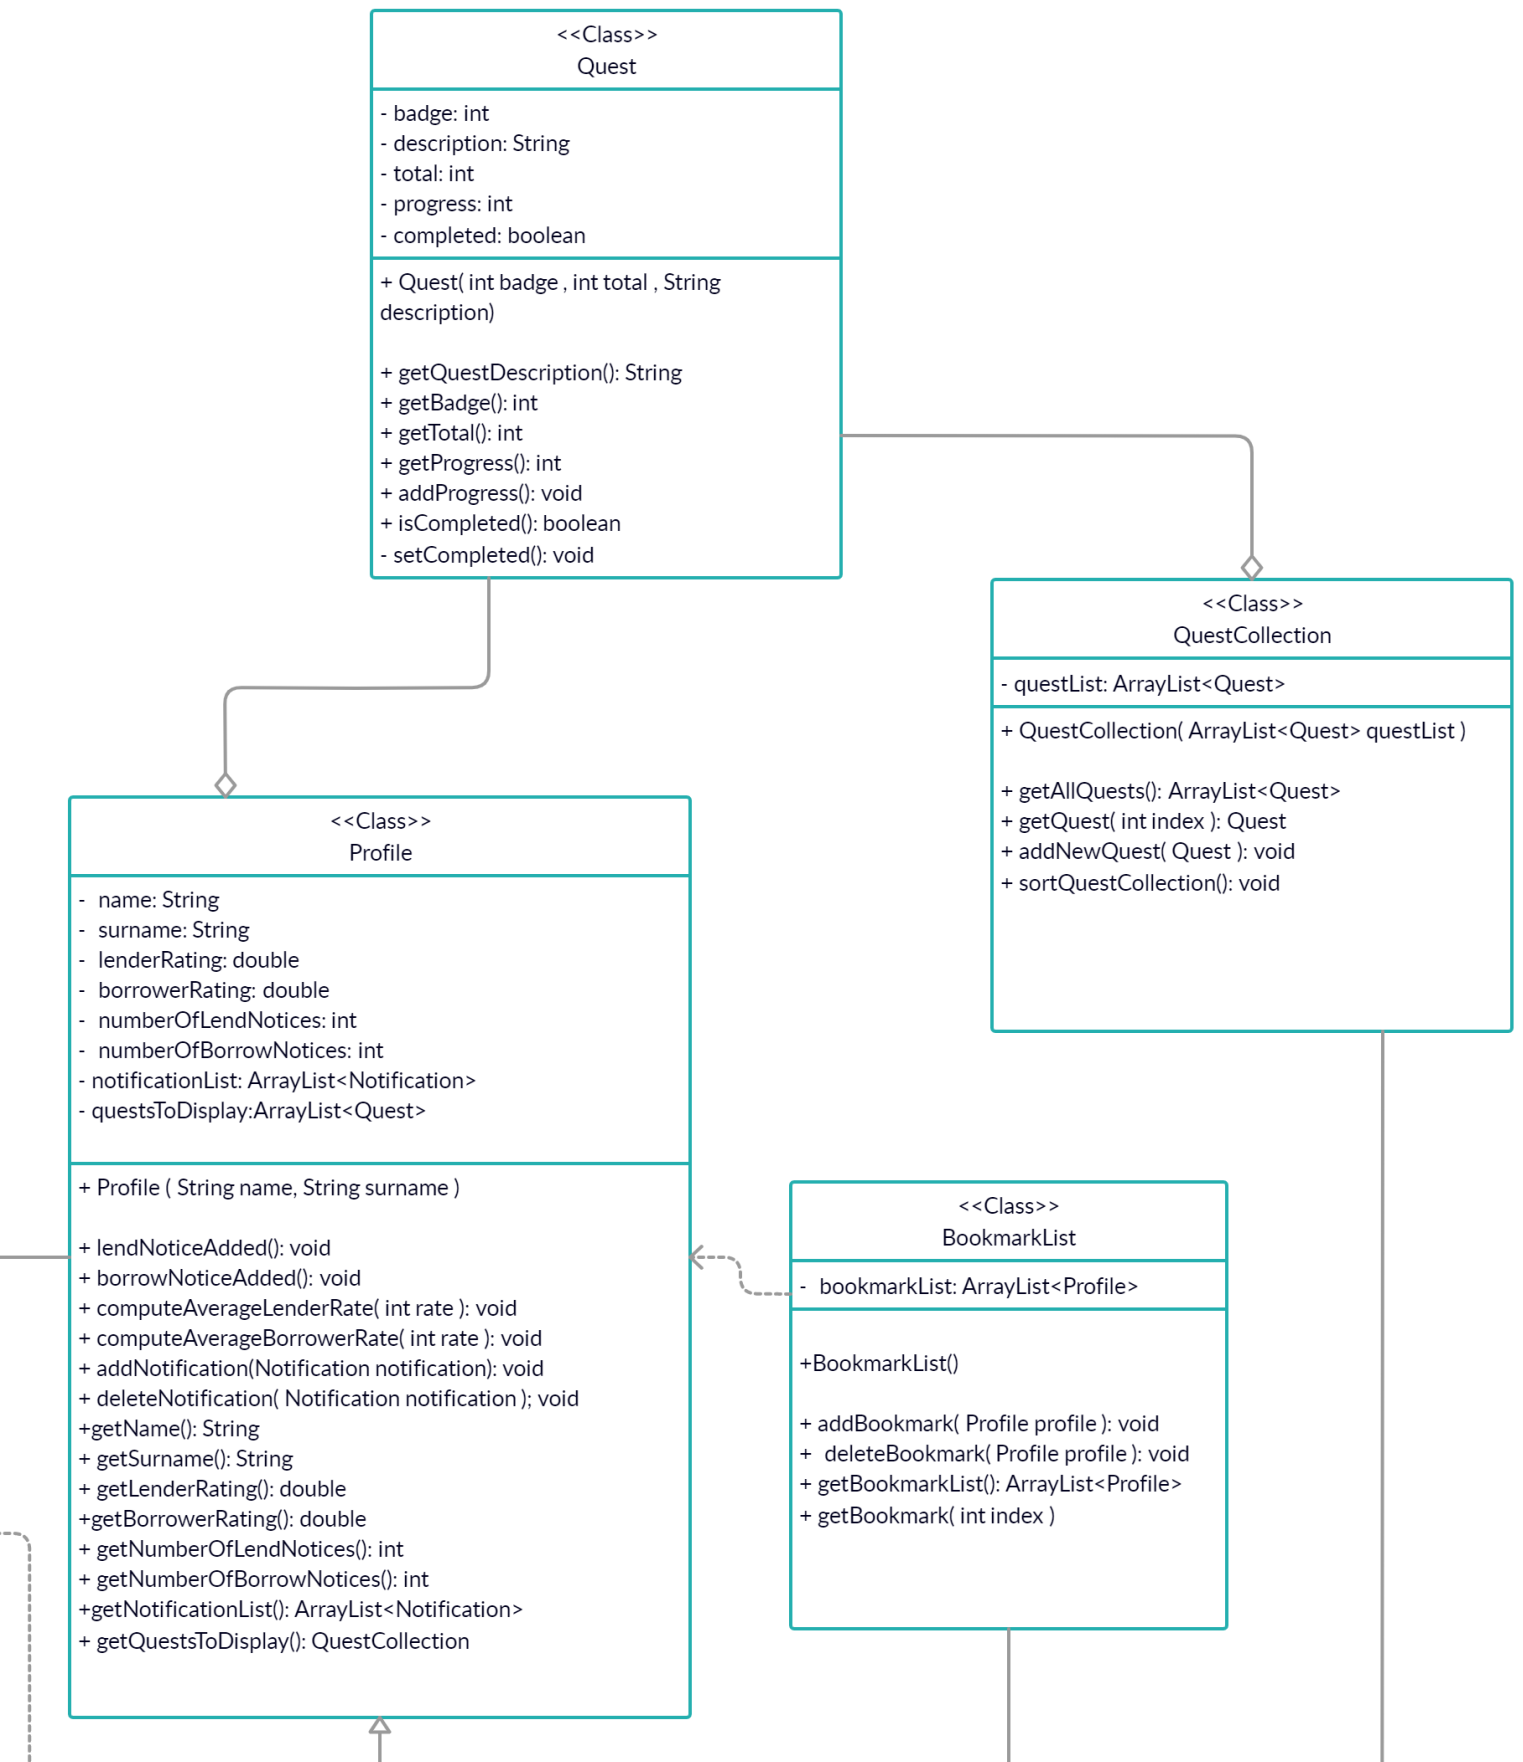 <<Class>>
Quest
- badge: int
- description: String
- total: int
- progress: int
- completed: boolean
+ Quest( int badge , int total , String
description)
+ getQuestDescription(): String
+ getBadge(): int
+ getTotal(): int
+ getProgress(): int
+ addProgress(): void
+ isCompleted(): boolean
- setCompleted(): void
<<Class>>
QuestCollection
- questList: ArrayList<Quest>
+ QuestCollection( ArrayList<Quest> questList )
+ getAllQuests(): ArrayList<Quest>
+ getQuest( int index ): Quest
+ addNewQuest( Quest ): void
+ sortQuestCollection(): void
<<Class>>
Profile
- name: String
- surname: String
- lenderRating: double
- borrowerRating: double
- numberOfLendNotices: int
- numberOfBorrowNotices: int
- notificationList: ArrayList<Notification>
- questsToDisplay:ArrayList<Quest>
+ Profile ( String name, String surname )
+ lendNoticeAdded(): void
+ borrowNoticeAdded(): void
+ computeAverageLenderRate( int rate ): void
+ computeAverageBorrowerRate( int rate ): void
+ addNotification(Notification notification): void
+ deleteNotification( Notification notification ); void
+getName(): String
+ getSurname(): String
+ getLenderRating(): double
+getBorrowerRating(): double
+ getNumberOfLendNotices(): int
+ getNumberOfBorrowNotices(): int
+getNotificationList(): ArrayList<Notification>
+ getQuestsToDisplay(): QuestCollection
<<Class>>
BookmarkList
- bookmarkList: ArrayList<Profile>
+BookmarkList()
+ addBookmark( Profile profile ): void
+ deleteBookmark( Profile profile ): void
+ getBookmarkList(): ArrayList<Profile>
+ getBookmark( int index )